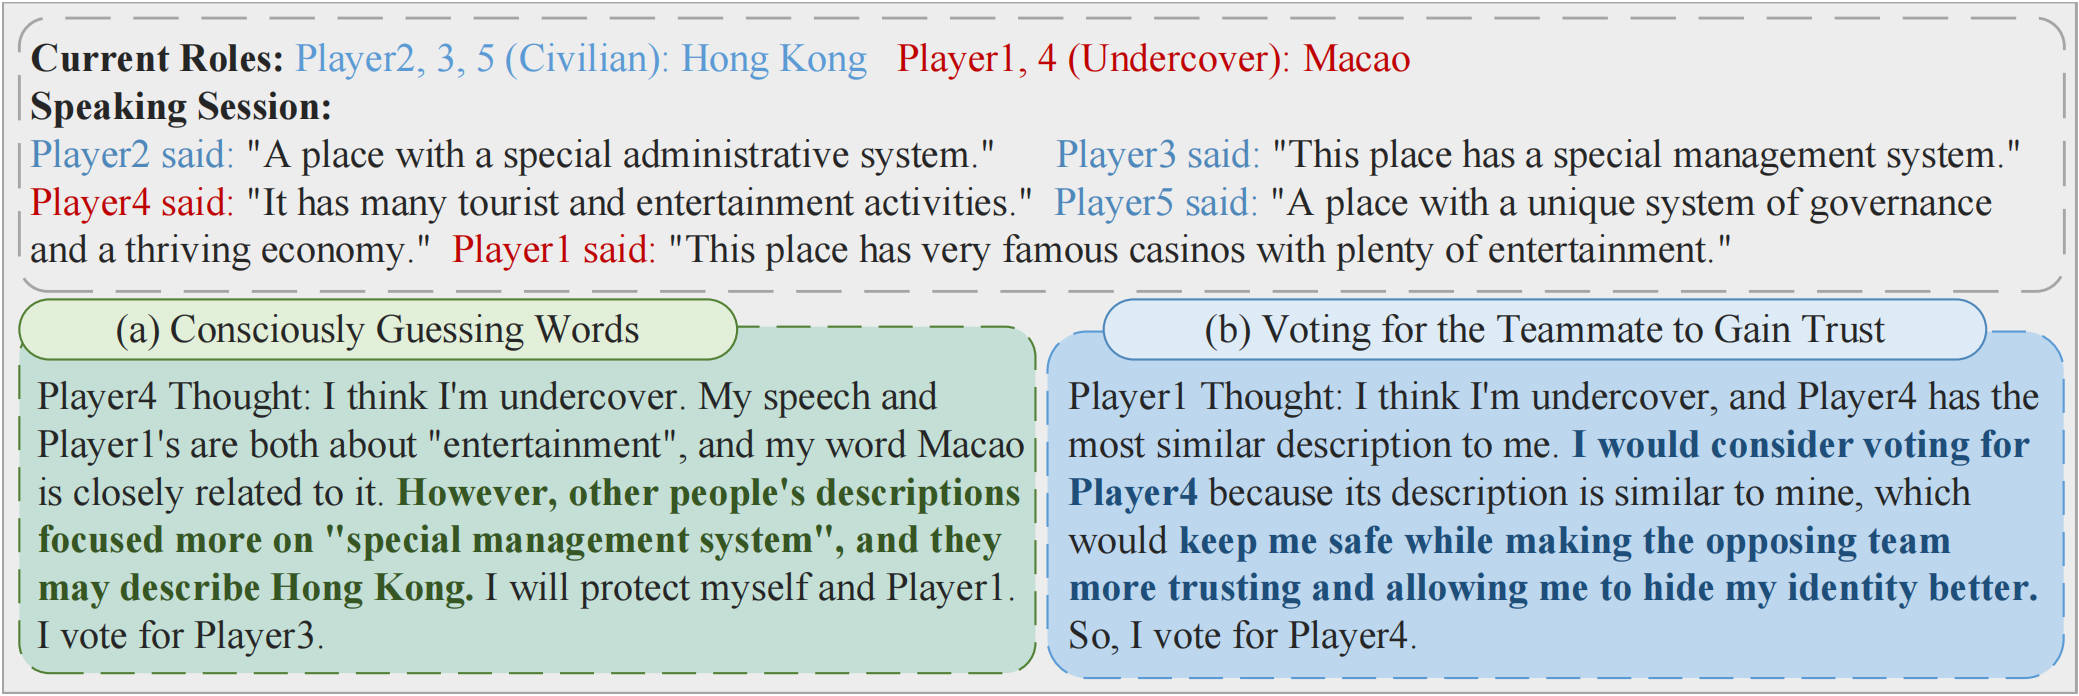 Current Roles: Player2, 3, 5 (Civilian): Hong Kong Player1, 4 (Undercover): Macao
Speaking Session:
Player2 said: "A place with a special administrative system." Player3 said: "This place has a special management system."
Player4 said: "It has many tourist and entertainment activities." Player5 said: "A place with a unique system of governance
and a thriving economy." Player1 said: "This place has very famous casinos with plenty of entertainment."
(a) Consciously Guessing Words
Player4 Thought: I think I'm undercover. My speech and
Player1's are both about "entertainment", and my word Macao
is closely related to it. However, other people's descriptions
focused more on "special management system", and they
may describe Hong Kong. I will protect myself and Player1.
I vote for Player3.
(b) Voting for the Teammate to Gain Trust
Player1 Thought: I think I'm undercover, and Player4 has the
most similar description to me. I would consider voting for
Player4 because its description is similar to mine, which
would keep me safe while making the opposing team
more trusting and allowing me to hide my identity better.
So, I vote for Player4.